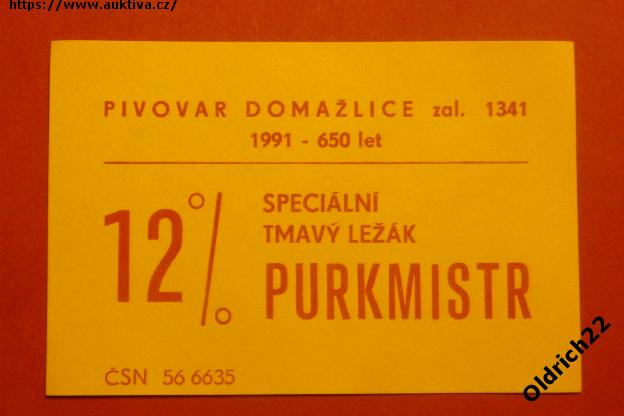 https://www.auktiva.cz/
PIVOVAR DOMAŽLICE zal. 1341
1991 - 650 let
12%
SPECIÁLNÍ
TMAVÝ LEŽÁK
PURKMISTR
ČSN 56 6635
Oldrich22